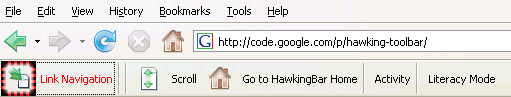 File Edit View History Bookmarks Tools Help
G http://code.google.com/p/hawking-toolbar/
Link Navigation Scroll Go to HawkingBar Home Activity Literacy Mode